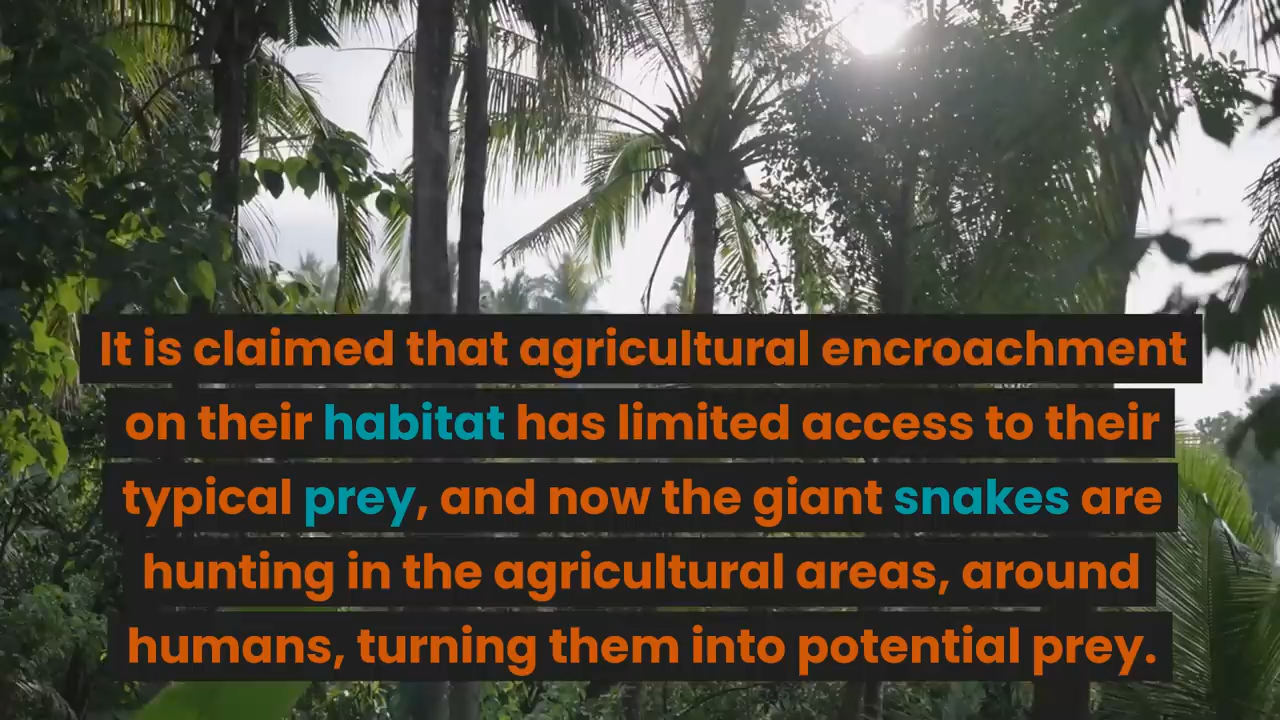 It is claimed that agricultural encroachment
on their habitat has limited access to their
typical prey, and now the giant snakes are
hunting in the agricultural areas, around
humans, turning them into potential prey.